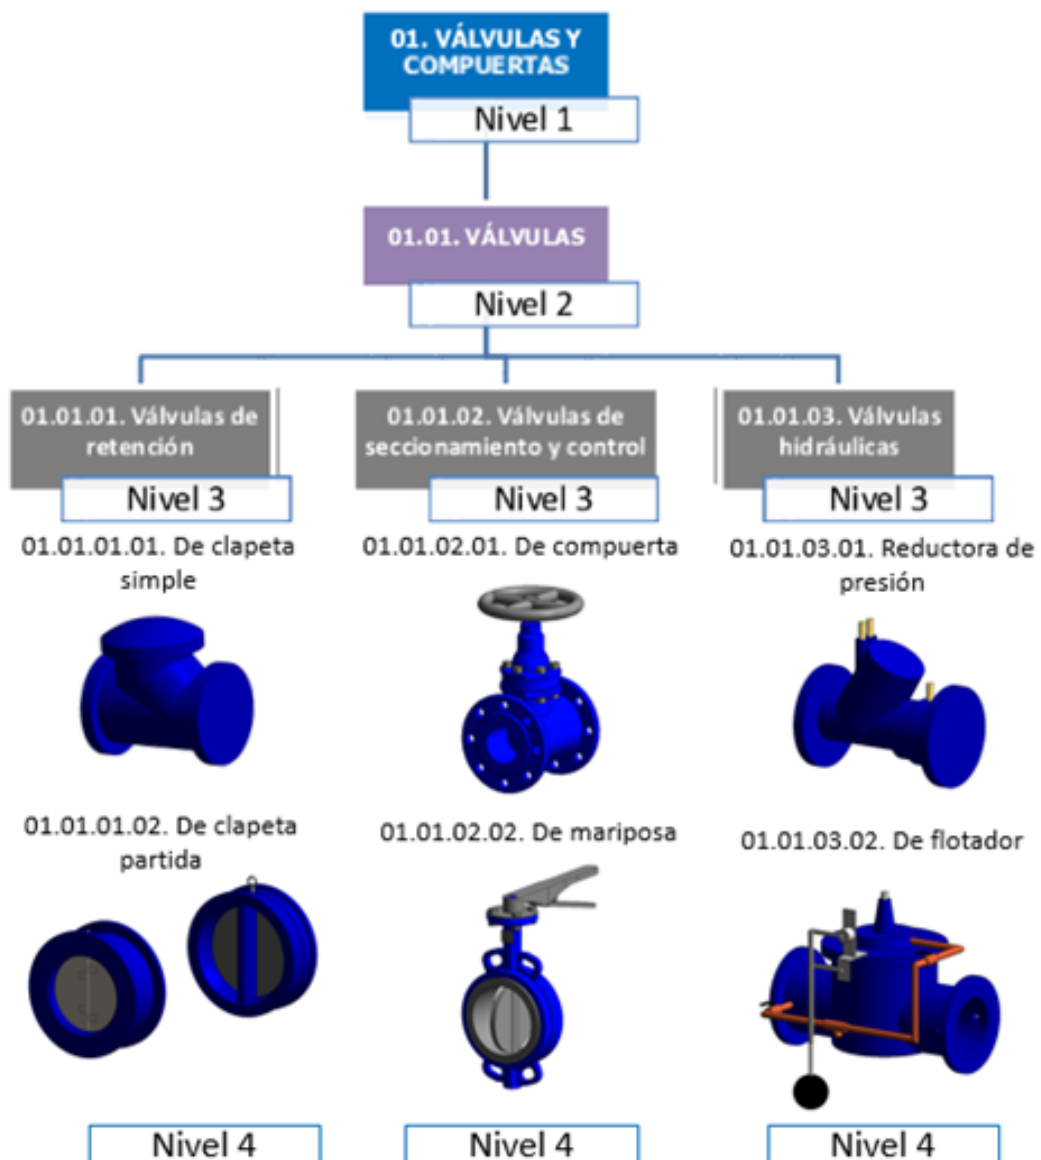 01. VÁLVULAS Y
COMPUERTAS
Nivel 1
01.01. VÁLVULAS
Nivel 2
01.01.01. Válvulas de
retención
Nivel 3
01.01.02. Válvulas de
seccionamiento y control
Nivel 3
01.01.03. Válvulas
hidráulicas
Nivel 3
01.01.01.01. De clapeta
simple
01.01.02.01. De compuerta
01.01.03.01. Reductora de
presión
01.01.01.02. De clapeta
partida
01.01.02.02. De mariposa
01.01.03.02. De flotador
Nivel 4
Nivel 4
Nivel 4